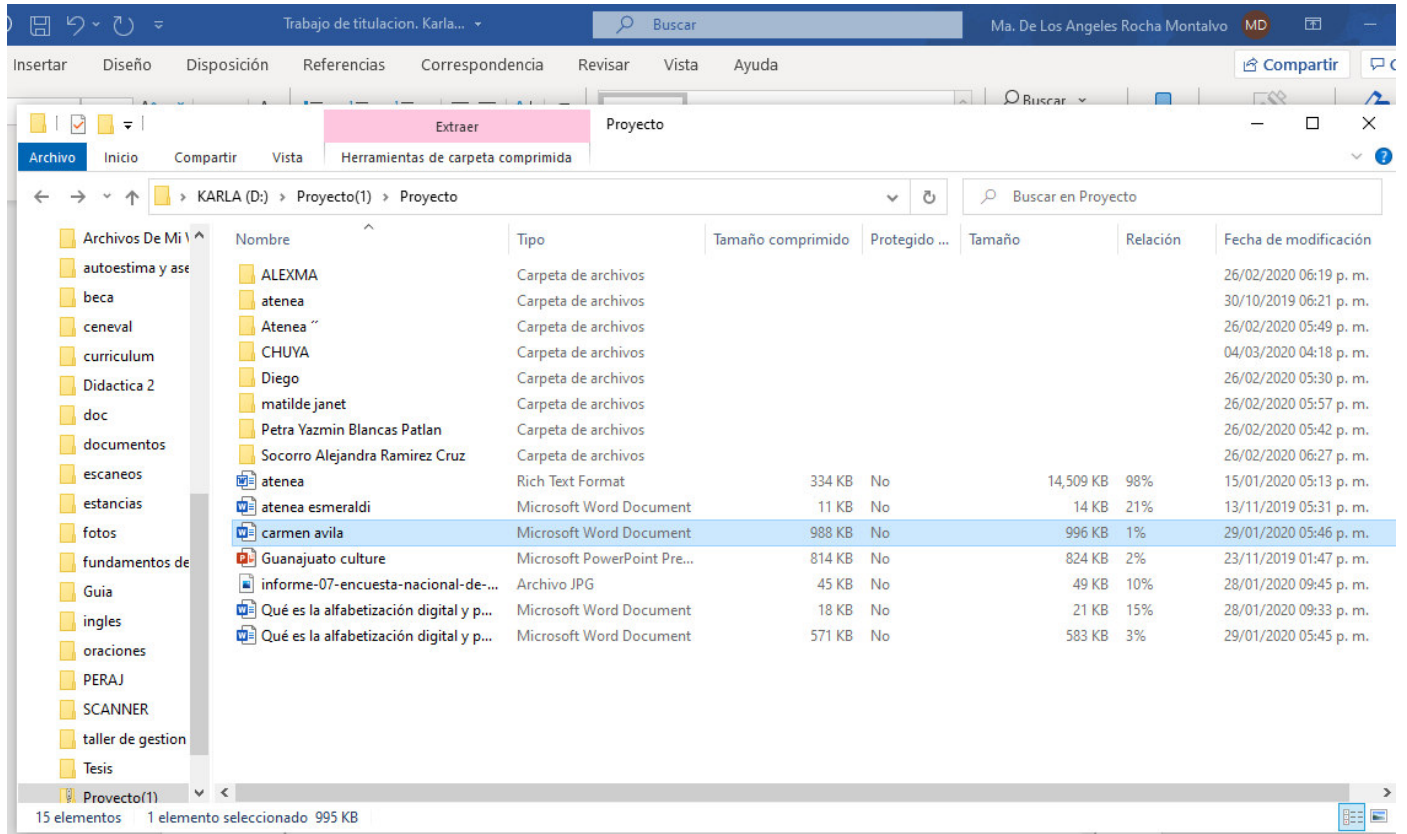 Trabajo de titulacion. Karla... Buscar Ma. De Los Angeles Rocha Montalvo MD
Insertar Diseño Disposición Referencias Correspondencia Revisar Vista Ayuda Compartir
Buscar
Extraer Proyecto
Archivo Inicio Compartir Vista Herramientas de carpeta comprimida
KARLA (D:) > Proyecto(1) > Proyecto Buscar en Proyecto
Nombre Tipo Tamaño comprimido Protegido ... Tamaño Relación Fecha de modificación
Archivos De Mi
autoestima y ase
beca
ceneval
curriculum
Didactica 2
doc
documentos
escaneos
estancias
fotos
fundamentos de
Guia
ingles
oraciones
PERAJ
SCANNER
taller de gestion
Tesis
Proyecto(1)
ALEXMA Carpeta de archivos 26/02/2020 06:19 p. m.
atenea Carpeta de archivos 30/10/2019 06:21 p. m.
Atenea ˝ Carpeta de archivos 26/02/2020 05:49 p. m.
CHUYA Carpeta de archivos 04/03/2020 04:18 p. m.
Diego Carpeta de archivos 26/02/2020 05:30 p. m.
matilde janet Carpeta de archivos 26/02/2020 05:57 p. m.
Petra Yazmin Blancas Patlan Carpeta de archivos 26/02/2020 05:42 p. m.
Socorro Alejandra Ramirez Cruz Carpeta de archivos 26/02/2020 06:27 p. m.
atenea Rich Text Format 334 KB No 14,509 KB 98% 15/01/2020 05:13 p. m.
atenea esmeraldi Microsoft Word Document 11 KB No 14 KB 21% 13/11/2019 05:31 p. m.
carmen avila Microsoft Word Document 988 KB No 996 KB 1% 29/01/2020 05:46 p. m.
Guanajuato culture Microsoft PowerPoint Pre... 814 KB No 824 KB 2% 23/11/2019 01:47 p. m.
informe-07-encuesta-nacional-de-... Archivo JPG 45 KB No 49 KB 10% 28/01/2020 09:45 p. m.
Qué es la alfabetización digital y p... Microsoft Word Document 18 KB No 21 KB 15% 28/01/2020 09:33 p. m.
Qué es la alfabetización digital y p... Microsoft Word Document 571 KB No 583 KB 3% 29/01/2020 05:45 p. m.
15 elementos 1 elemento seleccionado 995 KB